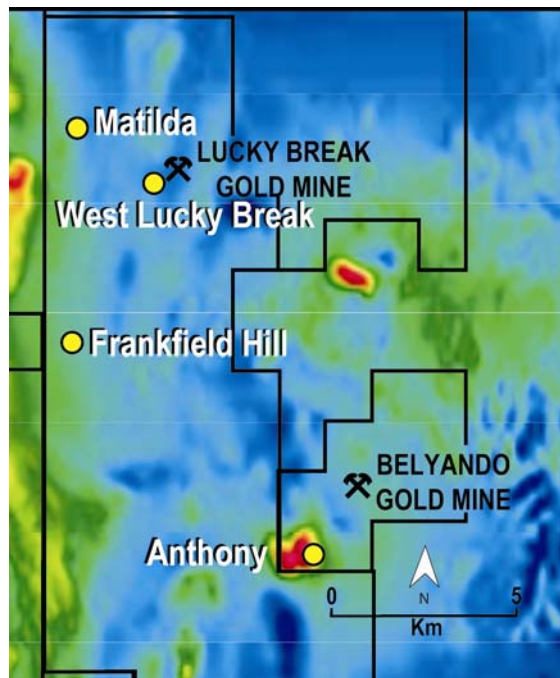 Matilda
LUCKY BREAK
GOLD MINE
West Lucky Break
Frankfield Hill
BELYANDO
GOLD MINE
Anthony
N
0 5
Km